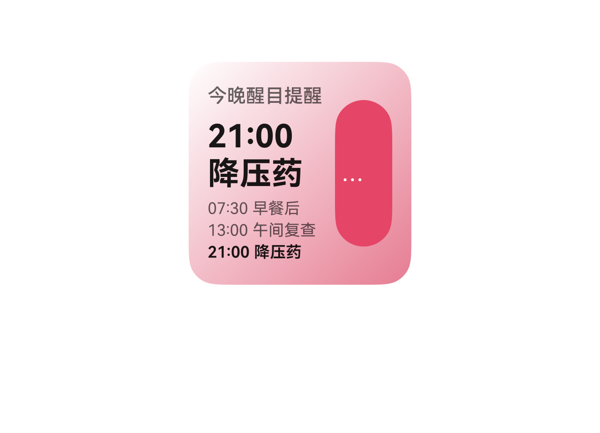 今晚醒目提醒
21:00
降压药
07:30 早餐后
13:00 午间复查
21:00 降压药
...